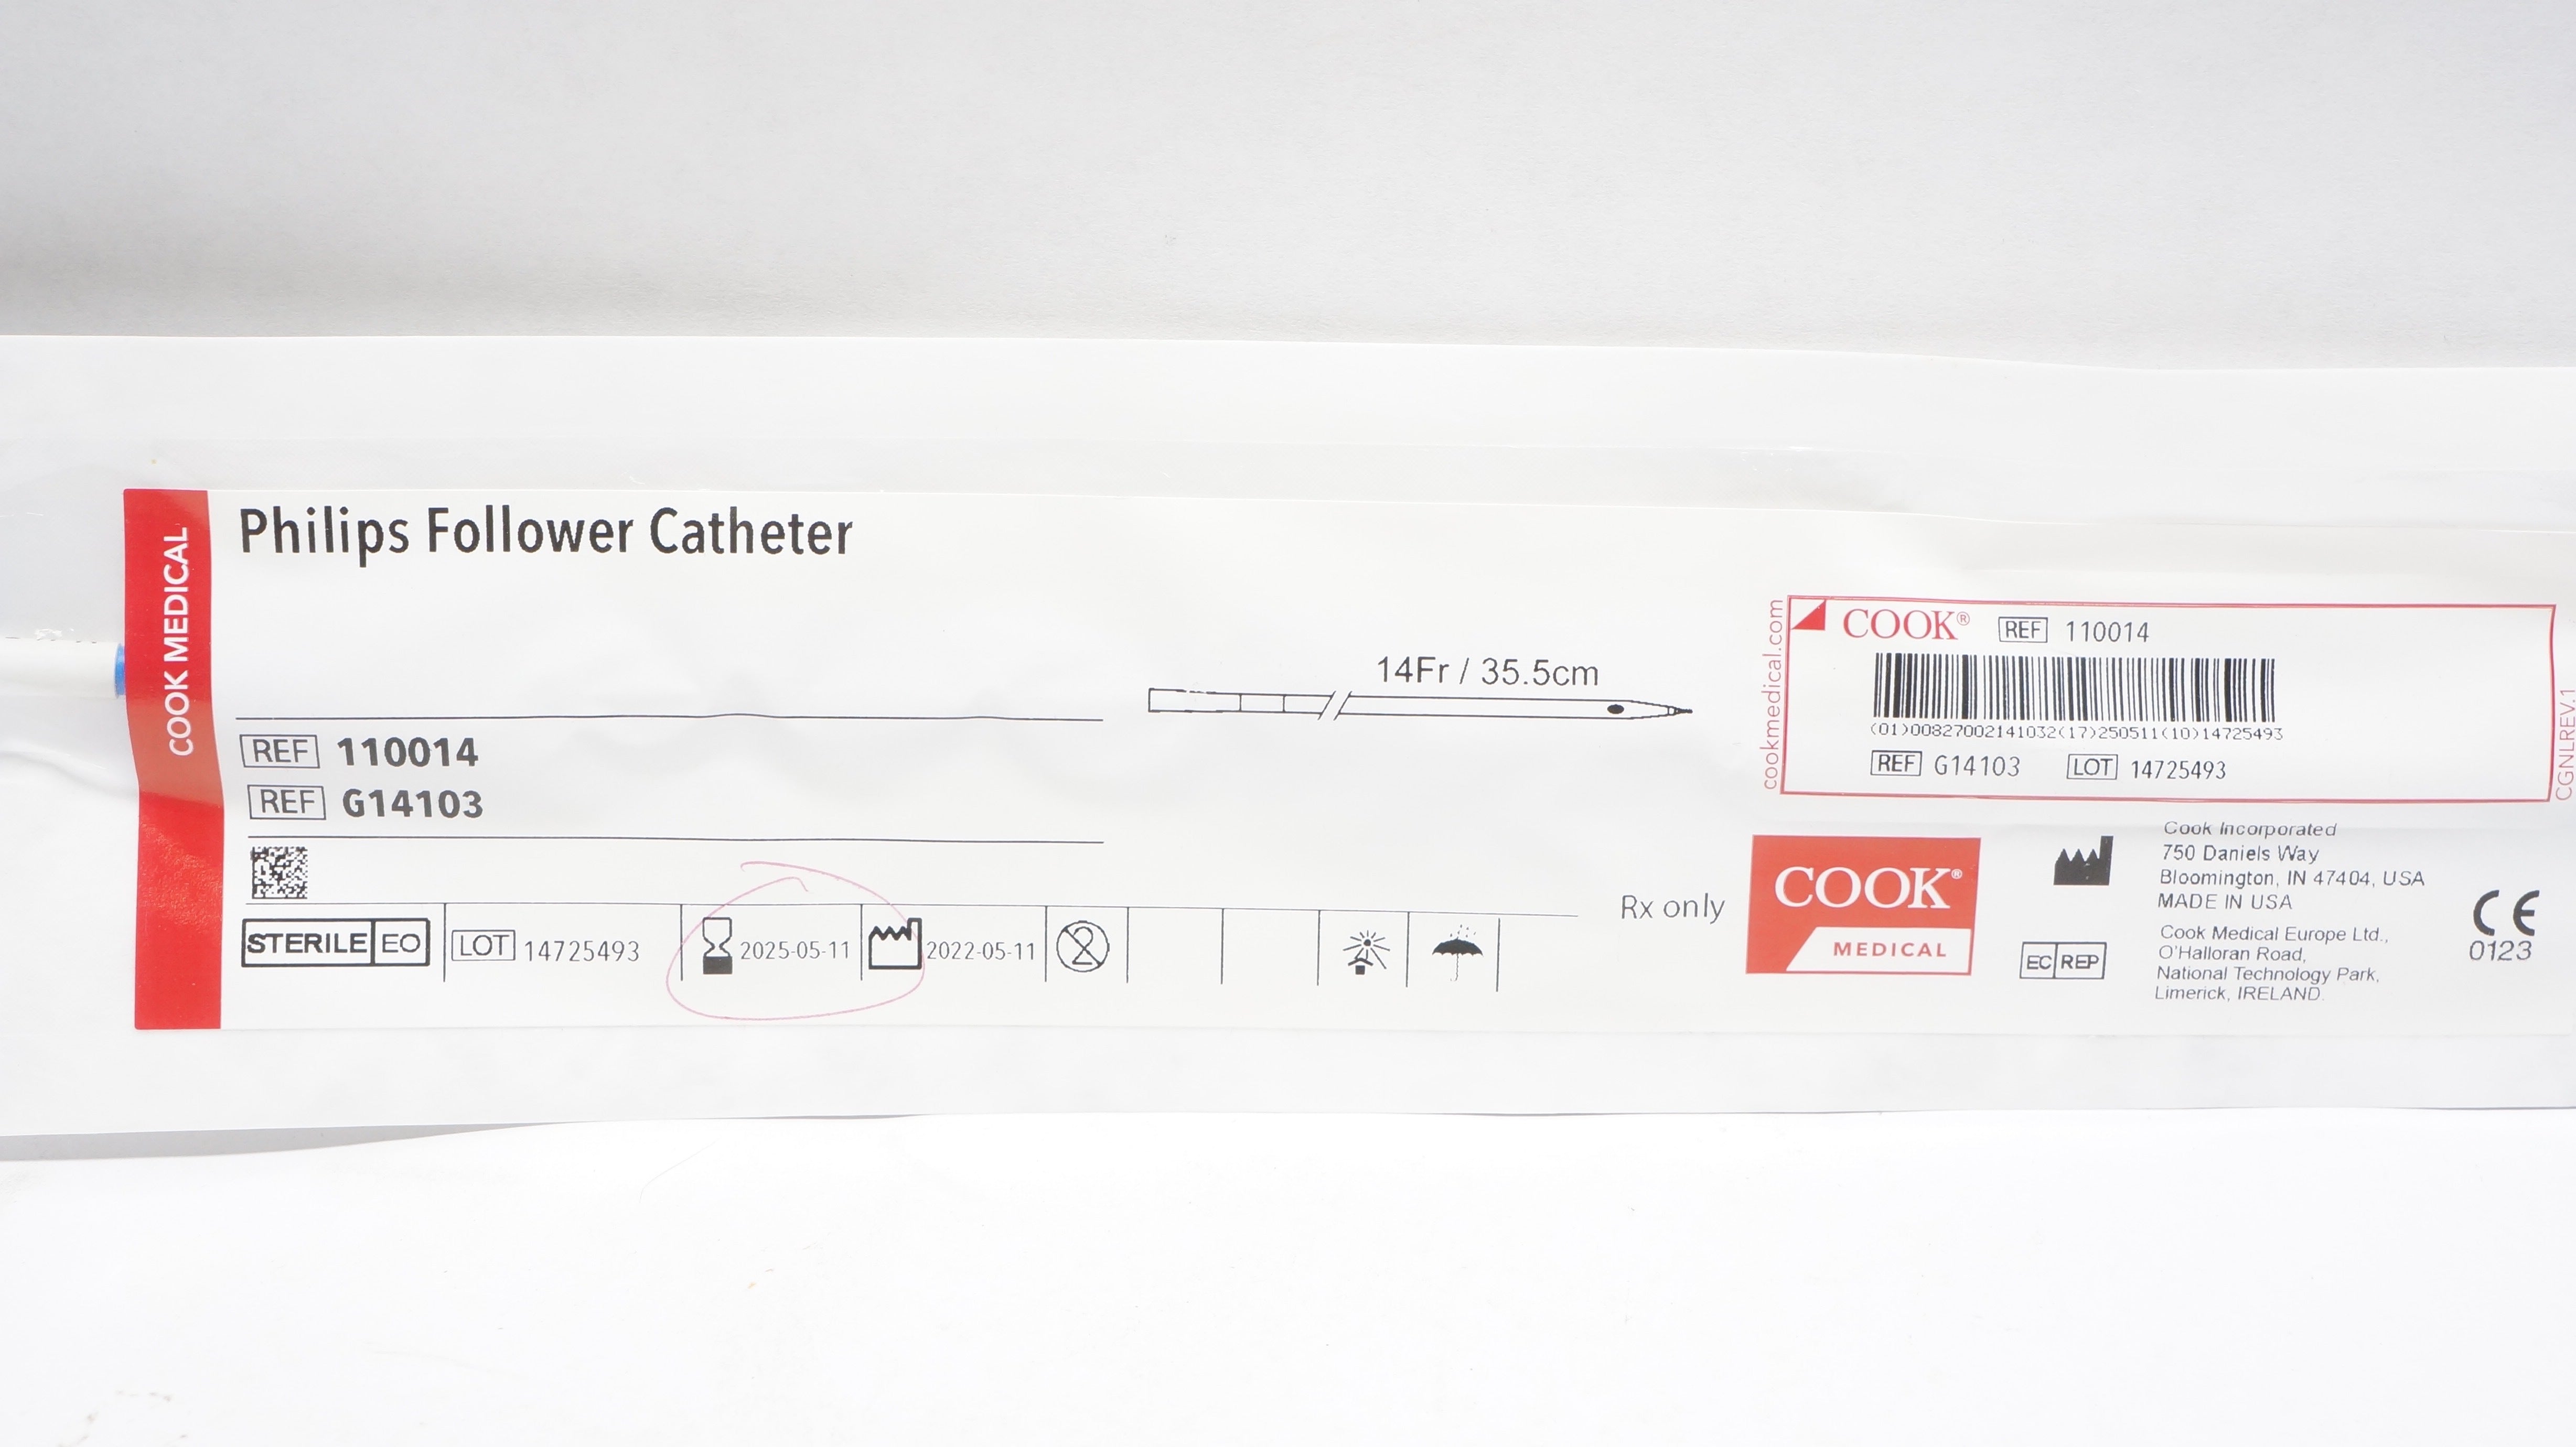 COOK MEDICAL
Philips Follower Catheter
REF 110014
REF G14103
STERILE EO
LOT 14725493
2025-05-11
2022-05-11
2
14Fr / 35.5cm
Rx only
cookmedical.com
COOK® REF 110014
(01)00827002141032(17)250511(10)14725493
REF G14103 LOT 14725493
CGNLREV.1
COOK®
MEDICAL
Cook Incorporated
750 Daniels Way
Bloomington, IN 47404, USA
MADE IN USA
EC REP
Cook Medical Europe Ltd.,
O'Halloran Road,
National Technology Park,
Limerick, IRELAND.
CE
0123